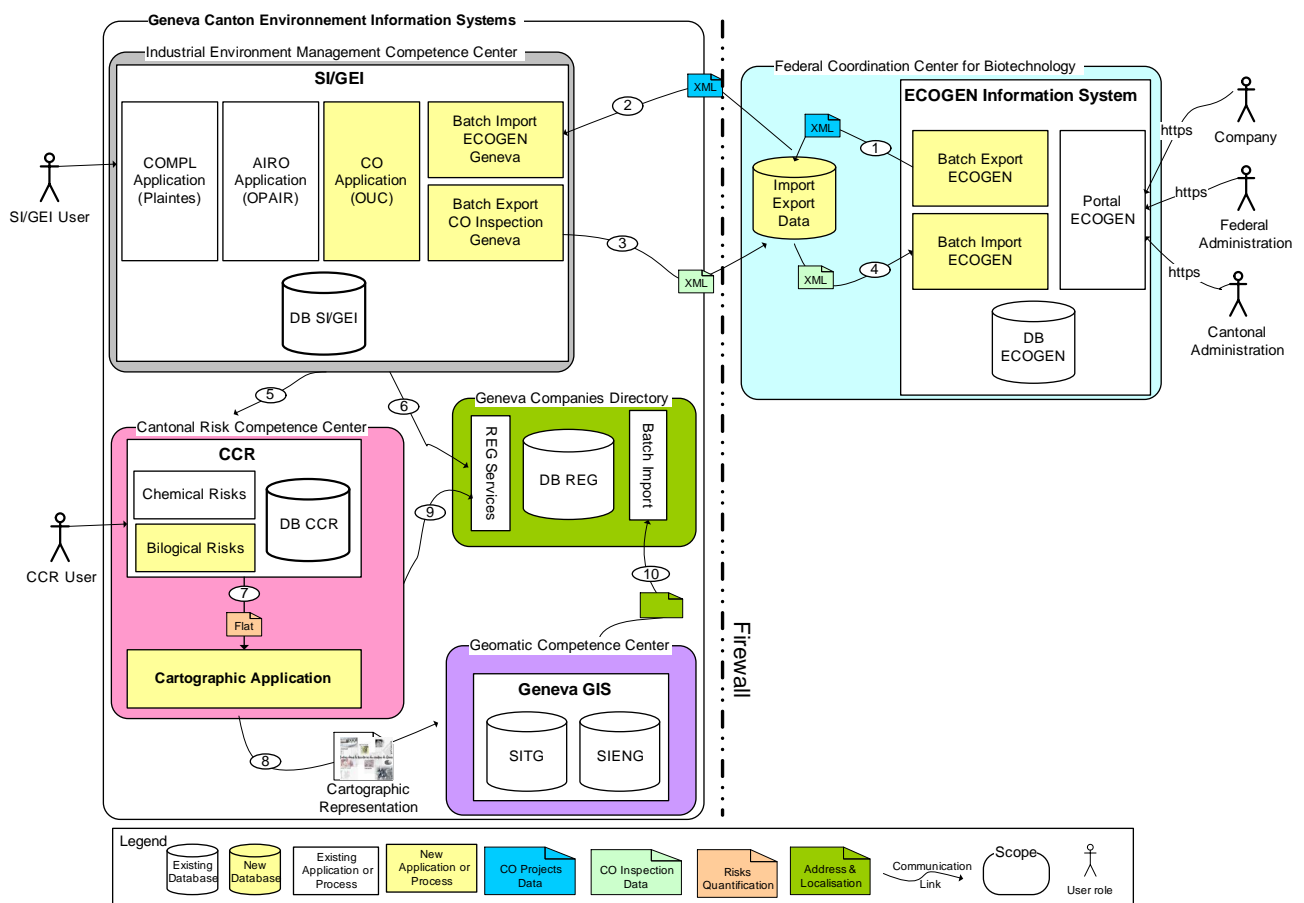 Geneva Canton Environnement Information Systems
Industrial Environment Management Competence Center
SI/GEI
COMPL
Application
(Plaintes)
AIRO
Application
(OPAIR)
CO
Application
(OUC)
Batch Import
ECOGEN
Geneva
Batch Export
CO Inspection
Geneva
DB SI/GEI
SI/GEI User
2
XML
3
XML
Federal Coordination Center for Biotechnology
ECOGEN Information System
XML
1
Import
Export
Data
XML
4
Batch Export
ECOGEN
Batch Import
ECOGEN
Portal
ECOGEN
DB
ECOGEN
https
Company
https
Federal
Administration
https
Cantonal
Administration
5
6
Cantonal Risk Competence Center
CCR
Chemical Risks
Bilogical Risks
DB CCR
CCR User
7
Flat
Cartographic Application
8
Cartographic
Representation
9
Geneva Companies Directory
REG Services
DB REG
Batch Import
10
Geomatic Competence Center
Geneva GIS
SITG
SIENG
Firewall
Legend
Existing
Database
New
Database
Existing
Application or
Process
New
Application or
Process
CO Projects
Data
CO Inspection
Data
Risks
Quantification
Address &
Localisation
Communication
Link
Scope
User role